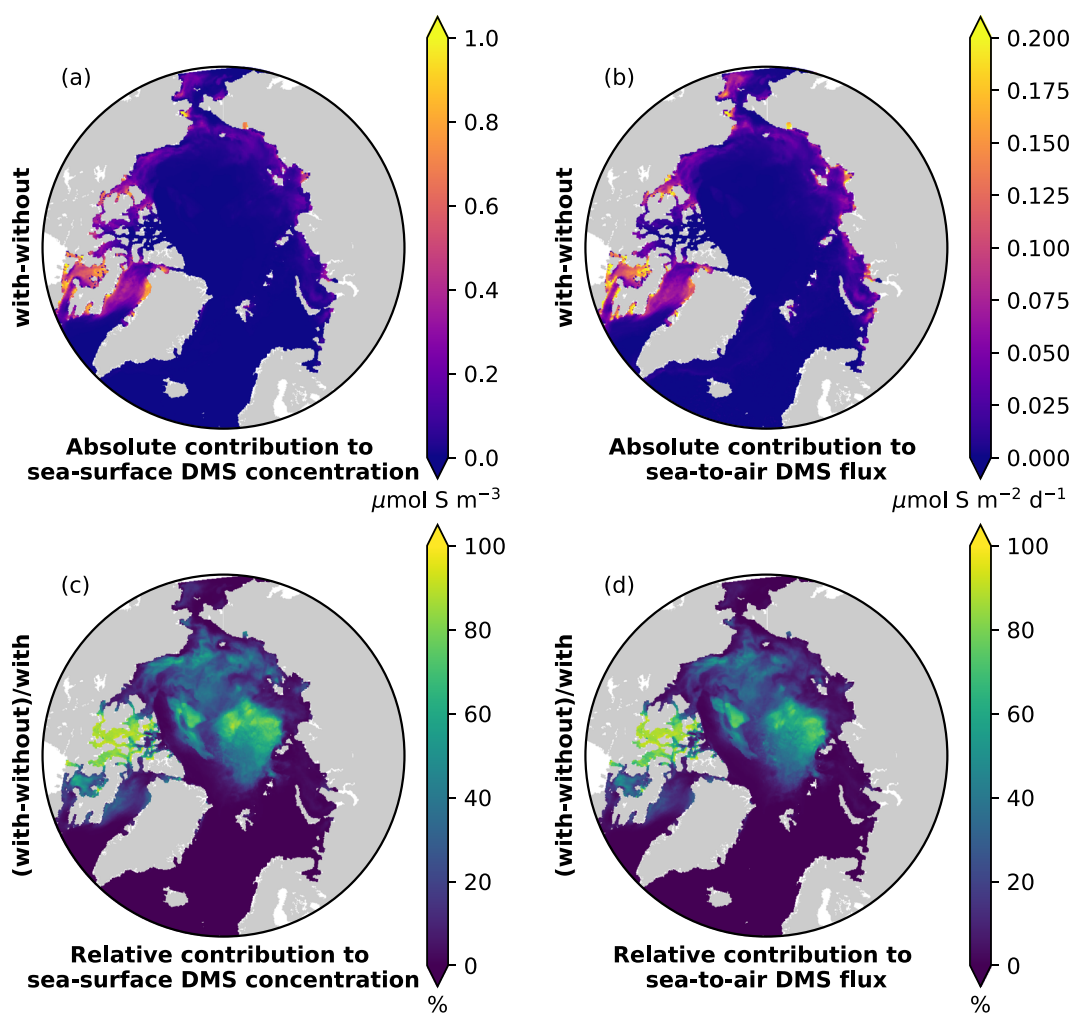 (a)
with-without
1.0
0.8
0.6
0.4
0.2
0.0
Absolute contribution to
sea-surface DMS concentration
μmol S m⁻³
(b)
with-without
0.200
0.175
0.150
0.125
0.100
0.075
0.050
0.025
0.000
Absolute contribution to
sea-to-air DMS flux
μmol S m⁻² d⁻¹
(c)
(with-without)/with
100
80
60
40
20
0
Relative contribution to
sea-surface DMS concentration
%
(d)
(with-without)/with
100
80
60
40
20
0
Relative contribution to
sea-to-air DMS flux
%